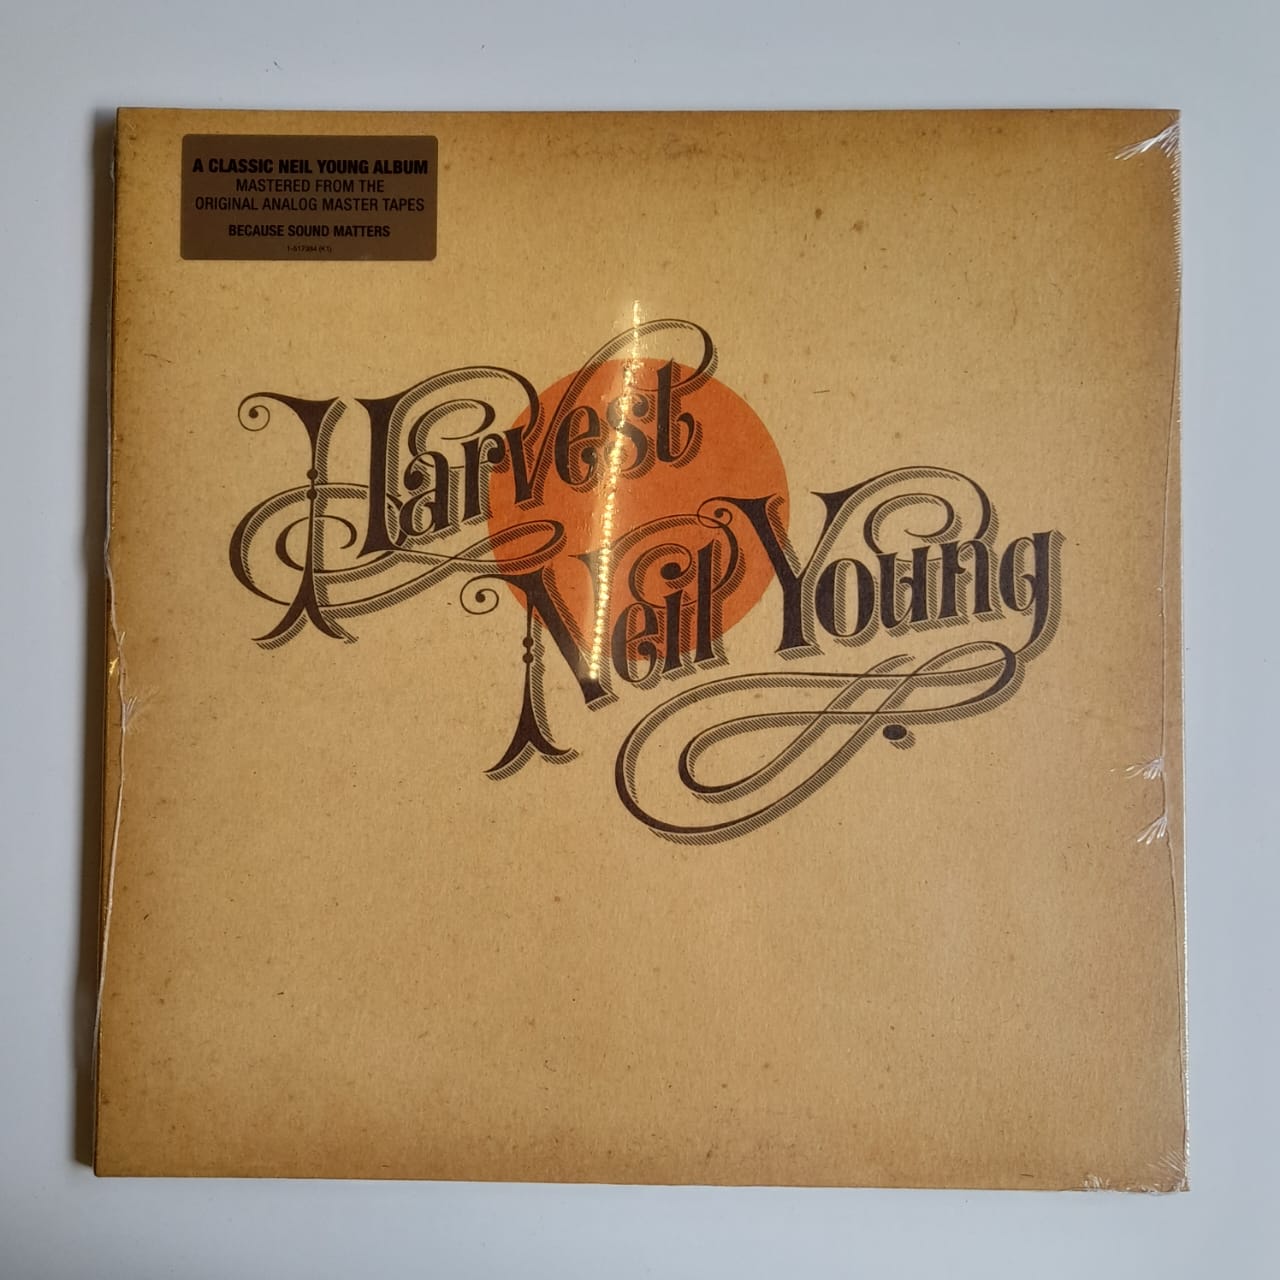 A CLASSIC NEIL YOUNG ALBUM
MASTERED FROM THE
ORIGINAL ANALOG MASTER TAPES
BECAUSE SOUND MATTERS
Harvest
Neil Young